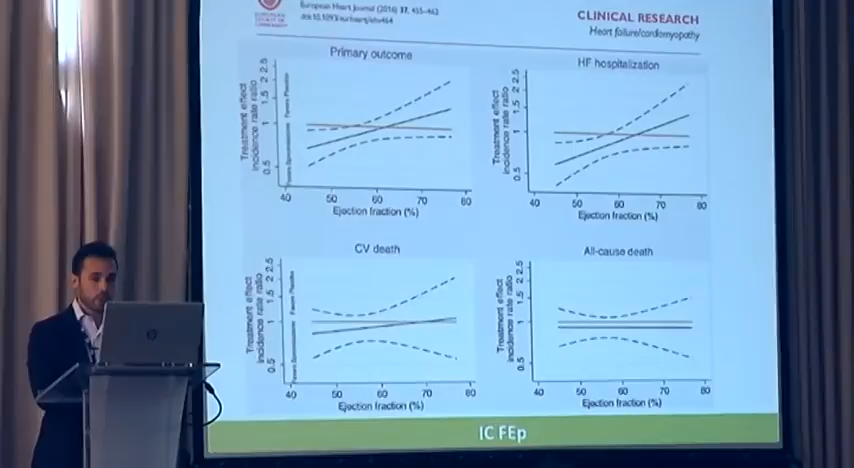 European Heart Journal (2016) 37, 455–462
CLINICAL RESEARCH
Heart failure/cardiomyopathy
Primary outcome
Treatment effect
incidence rate ratio
Favors Spironolactone Favors Placebo
0.5 1 1.5 2 2.5
40 50 60 70 80
Ejection fraction (%)
HF hospitalization
Treatment effect
incidence rate ratio
0.5 1 1.5 2 2.5
40 50 60 70 80
Ejection fraction (%)
CV death
Treatment effect
incidence rate ratio
Favors Spironolactone Favors Placebo
0.5 1 1.5 2 2.5
40 50 60 70 80
Ejection fraction (%)
All-cause death
Treatment effect
incidence rate ratio
0.5 1 1.5 2 2.5
40 50 60 70 80
Ejection fraction (%)
IC FEp